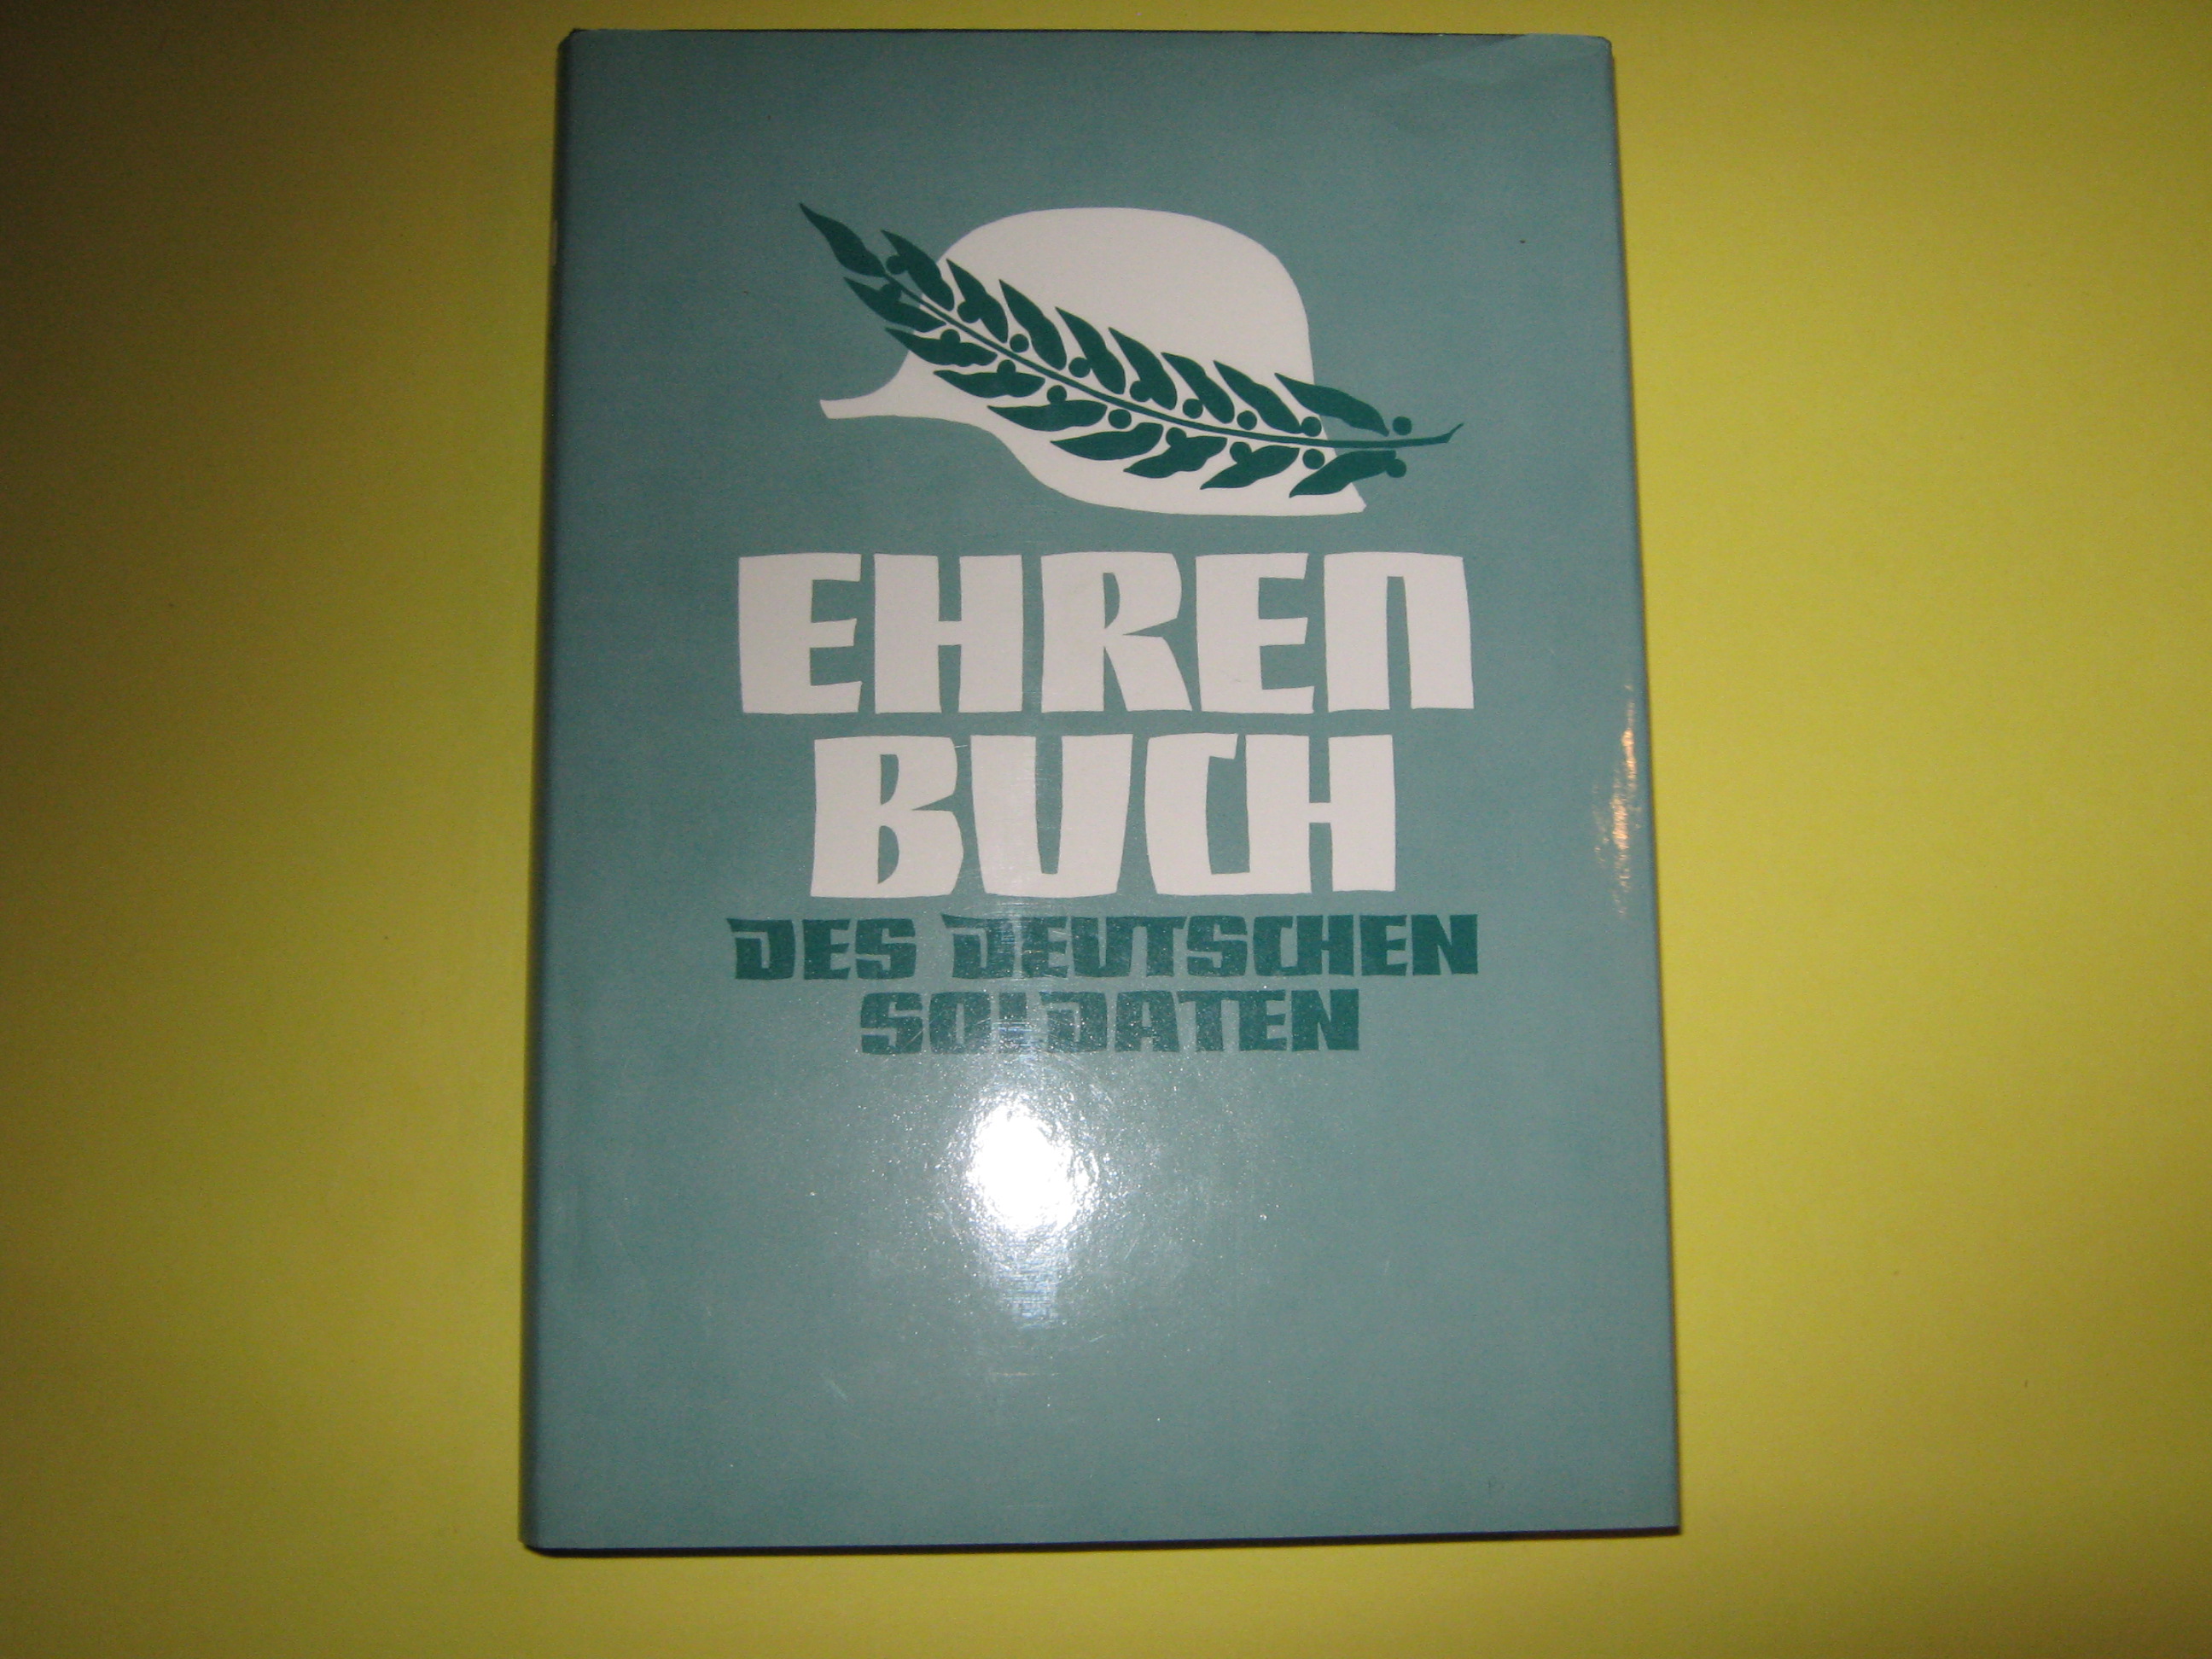 EHREN
BUCH
DES DEUTSCHEN
SOLDATEN